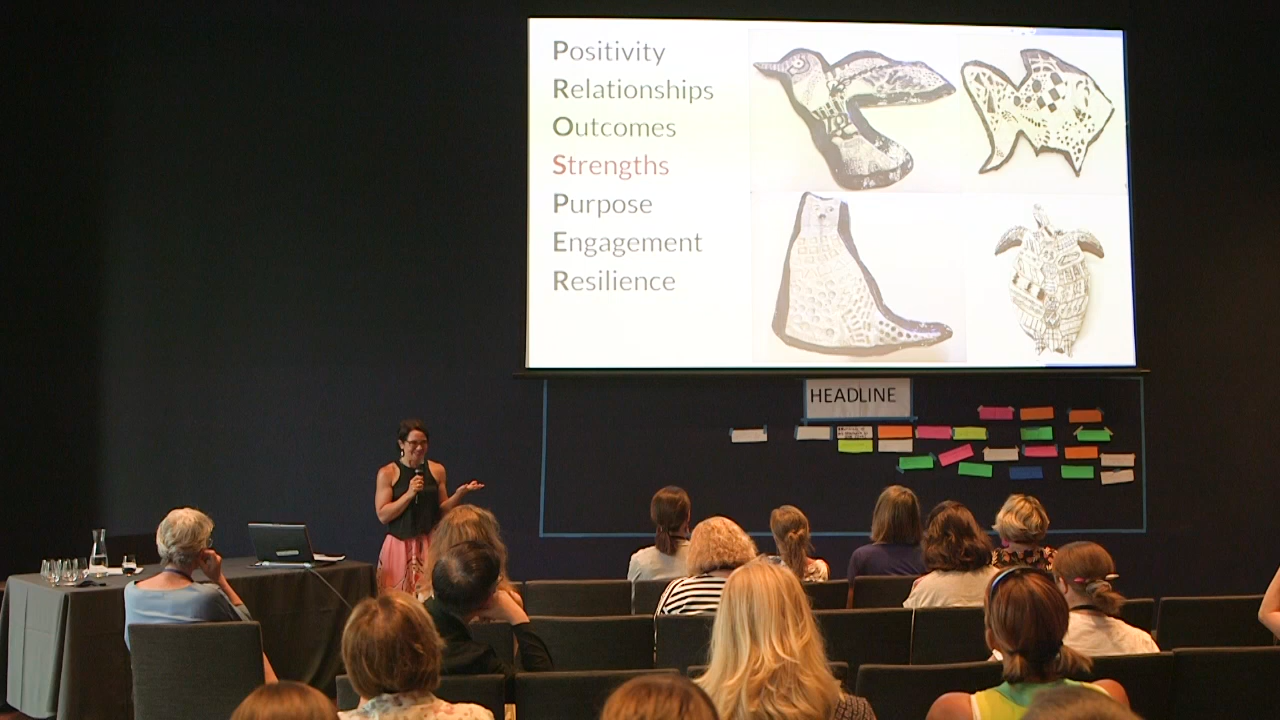 Positivity
Relationships
Outcomes
Strengths
Purpose
Engagement
Resilience
HEADLINE